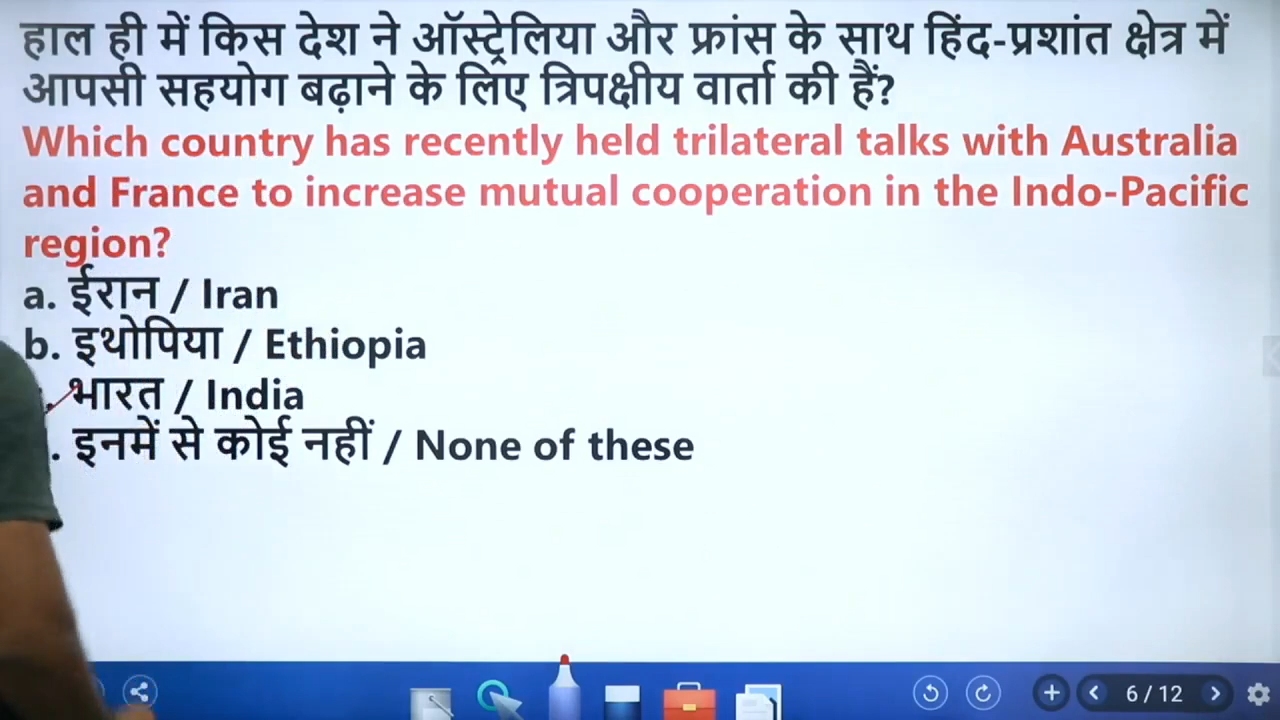 हाल ही में किस देश ने ऑस्ट्रेलिया और फ्रांस के साथ हिंद-प्रशांत क्षेत्र में
आपसी सहयोग बढ़ाने के लिए त्रिपक्षीय वार्ता की हैं?
Which country has recently held trilateral talks with Australia
and France to increase mutual cooperation in the Indo-Pacific
region?
a. ईरान / Iran
b. इथोपिया / Ethiopia
. भारत / India
. इनमें से कोई नहीं / None of these
6 / 12